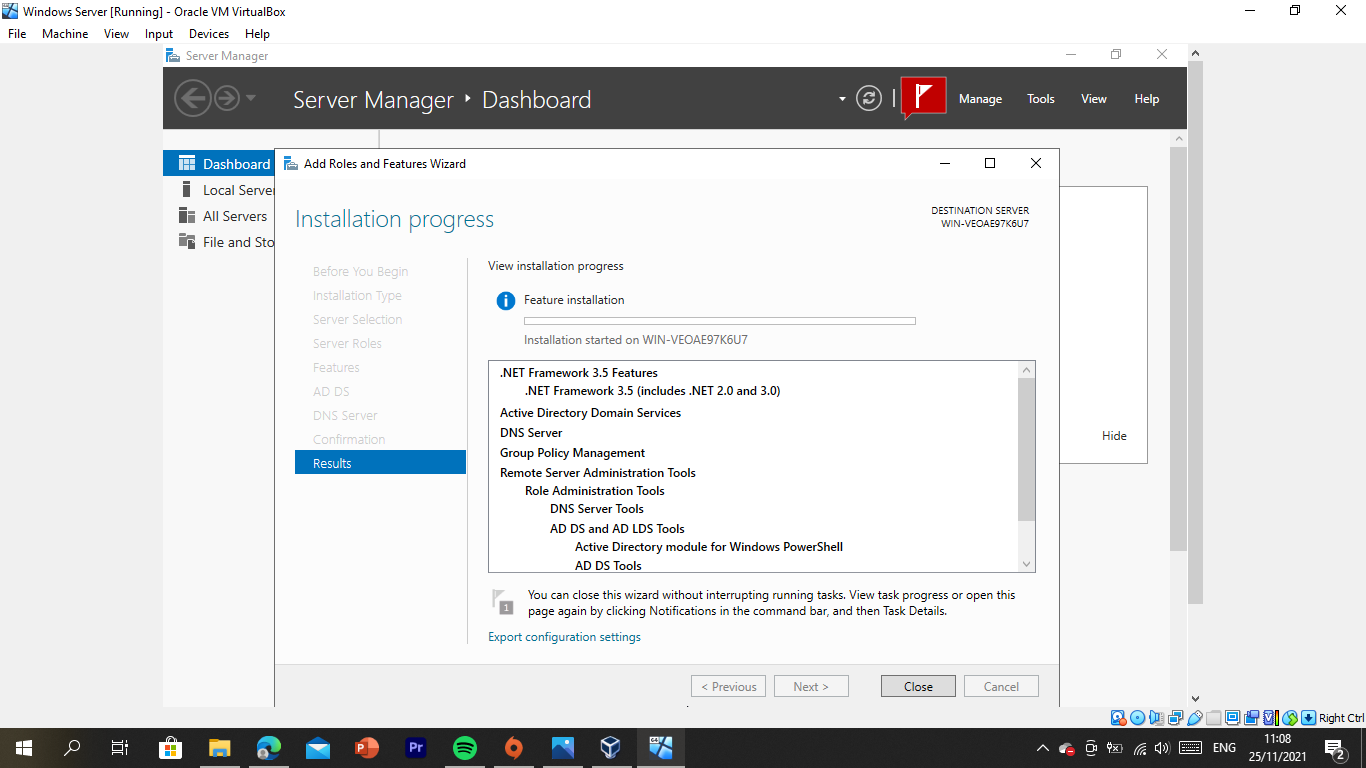 Windows Server [Running] - Oracle VM VirtualBox
File Machine View Input Devices Help
Server Manager
Server Manager Dashboard
Manage Tools View Help
Dashboard
Local Server
All Servers
File and Sto
Add Roles and Features Wizard
Installation progress
DESTINATION SERVER
WIN-VEOAE97K6U7
Before You Begin
Installation Type
Server Selection
Server Roles
Features
AD DS
DNS Server
Confirmation
Results
View installation progress
Feature installation
Installation started on WIN-VEOAE97K6U7
.NET Framework 3.5 Features
.NET Framework 3.5 (includes .NET 2.0 and 3.0)
Active Directory Domain Services
DNS Server
Group Policy Management
Remote Server Administration Tools
Role Administration Tools
DNS Server Tools
AD DS and AD LDS Tools
Active Directory module for Windows PowerShell
AD DS Tools
1
You can close this wizard without interrupting running tasks. View task progress or open this
page again by clicking Notifications in the command bar, and then Task Details.
Export configuration settings
Hide
< Previous Next > Close Cancel
Right Ctrl
Pr
ENG
11:08
25/11/2021
2